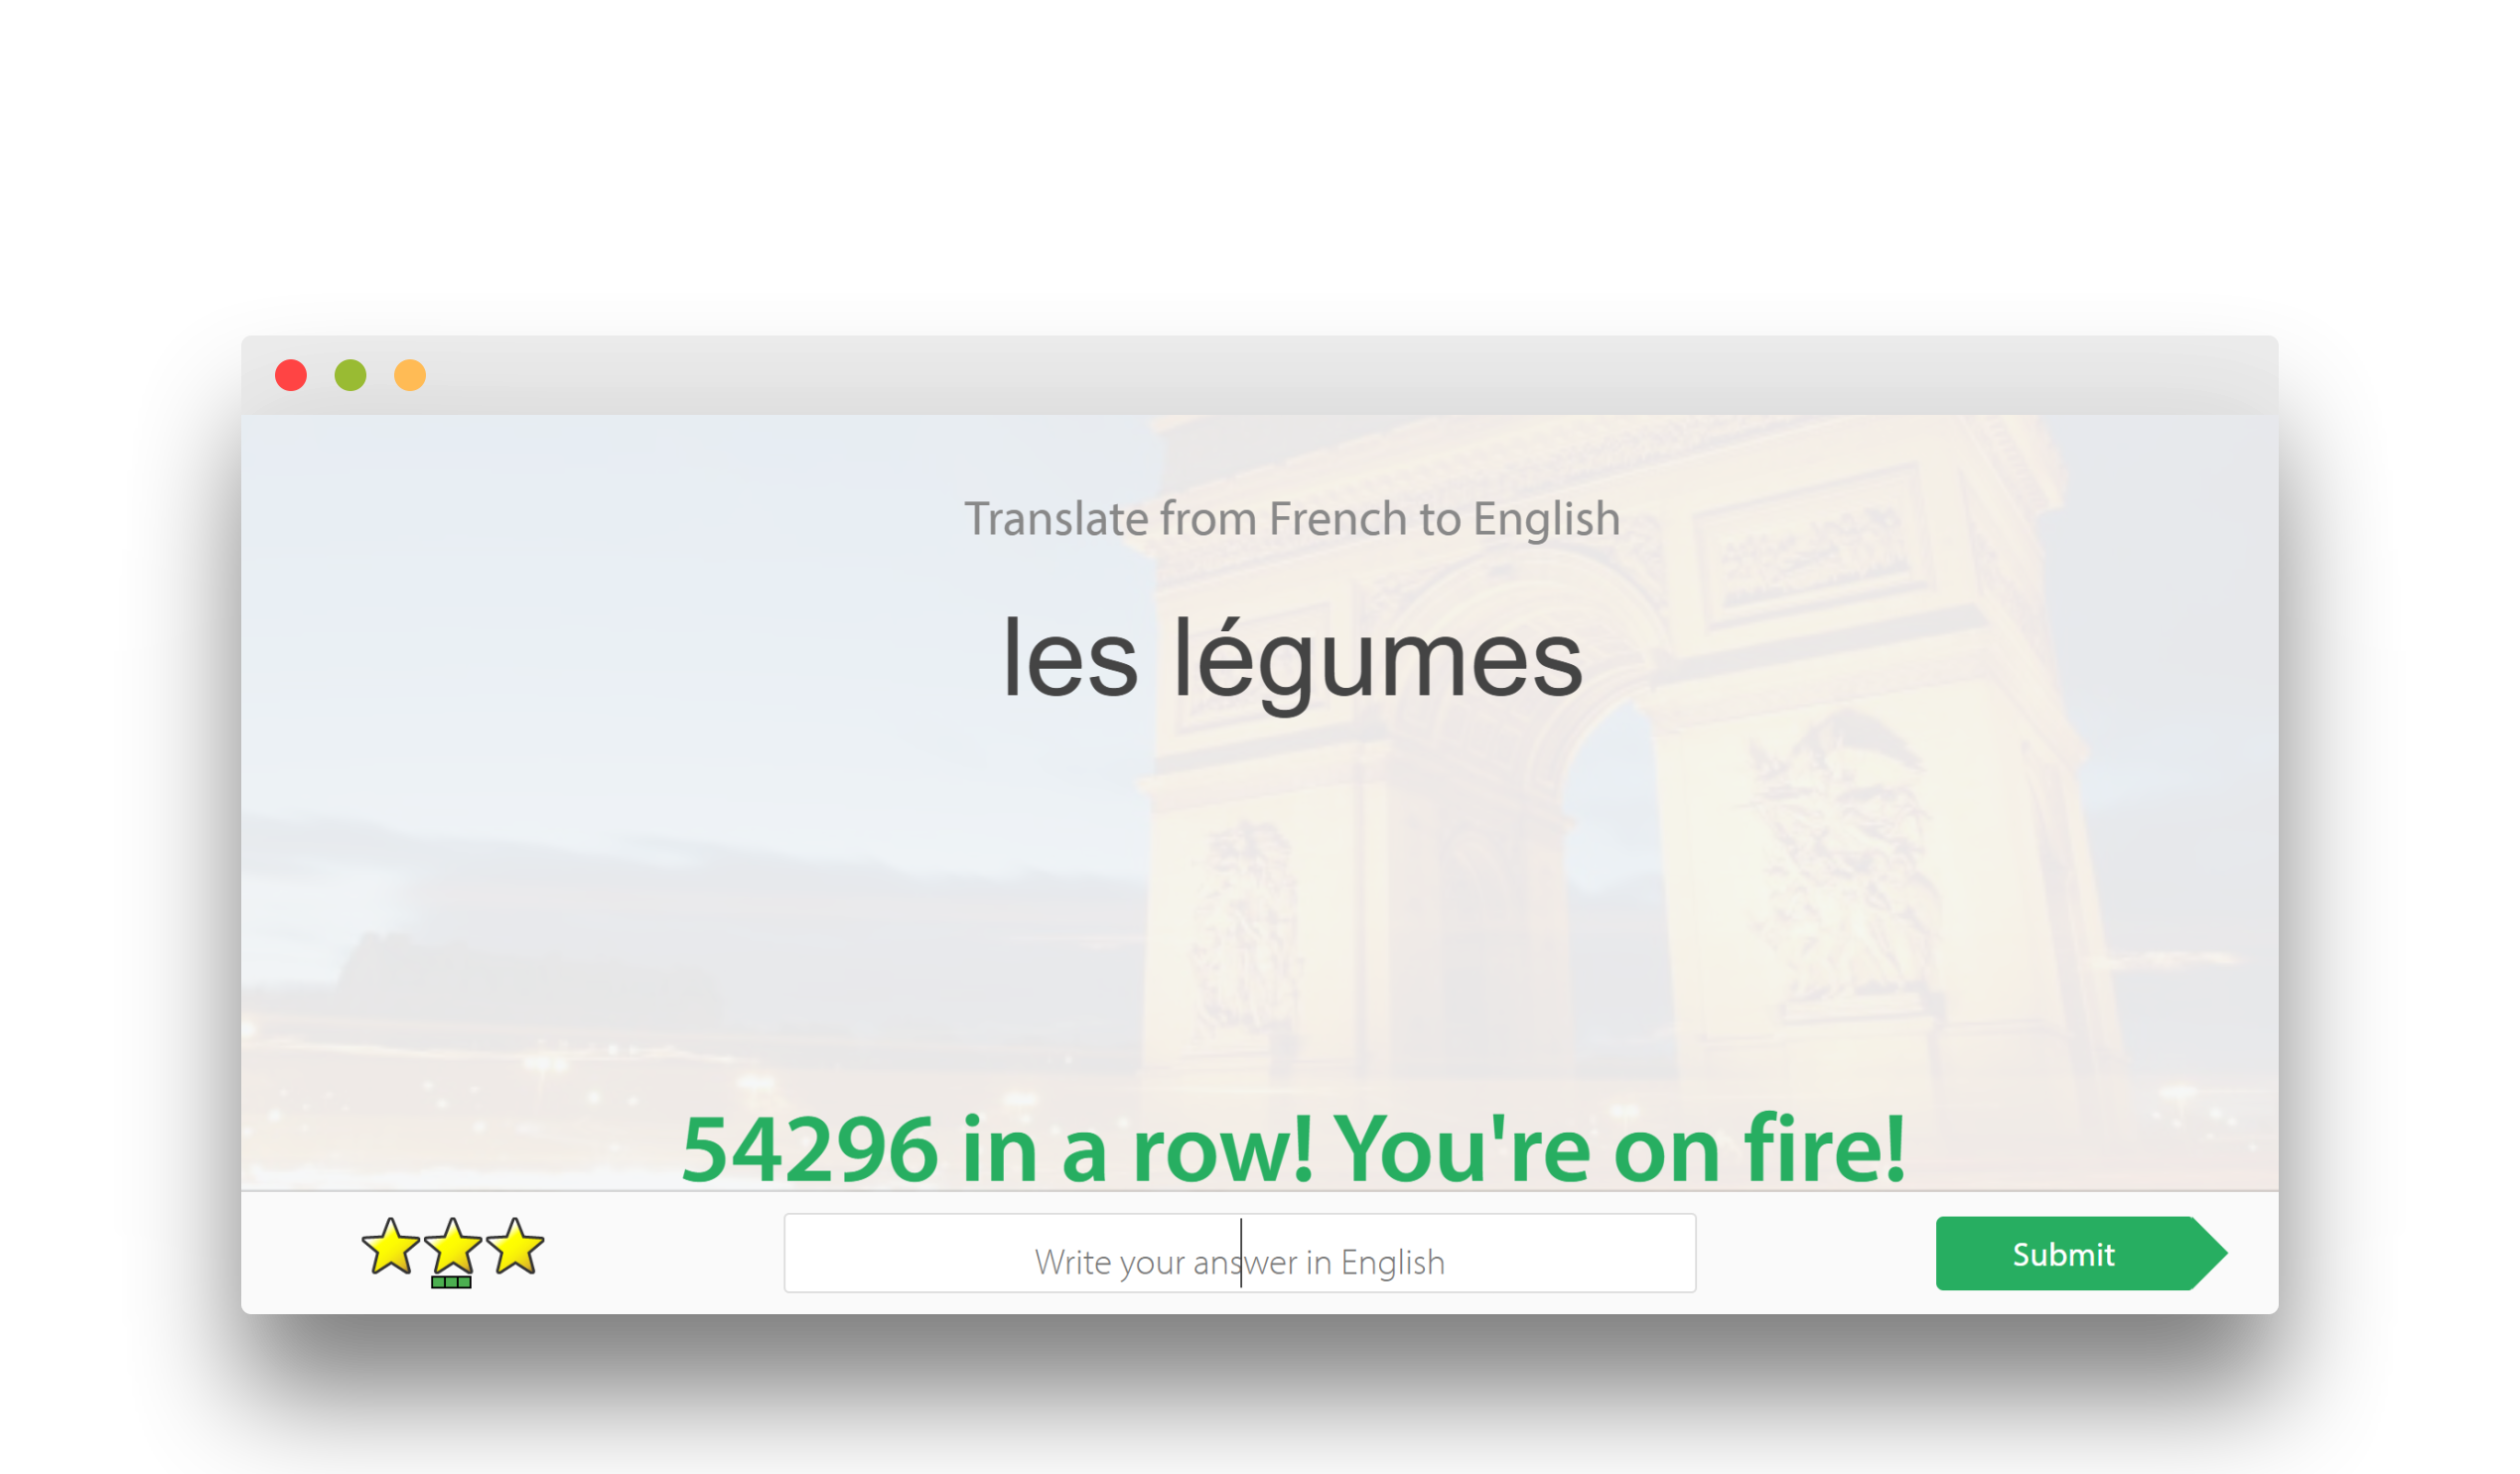 Translate from French to English
les légumes
54296 in a row! You're on fire!
Write your answer in English
Submit